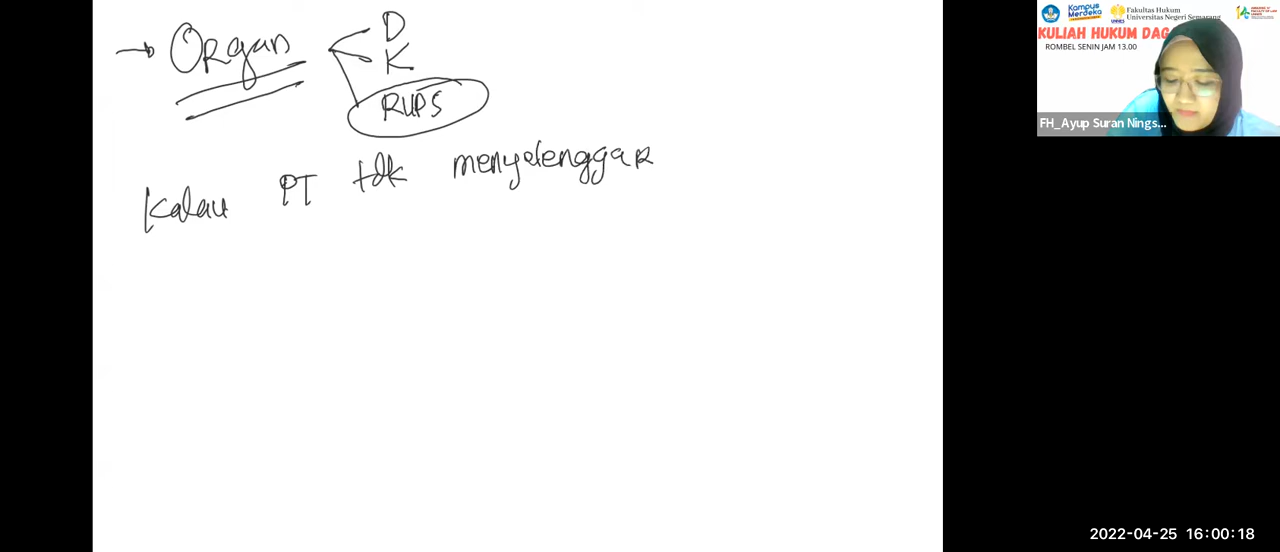 → Organ
D
K
RUPS
Kalau PT tdk menyelenggar
Kampus
Merdeka
Fakultas Hukum
Universitas Negeri Semarang
KULIAH HUKUM DAG
ROMBEL SENIN JAM 13.00
FH_Ayup Suran Nings...
2022-04-25 16:00:18